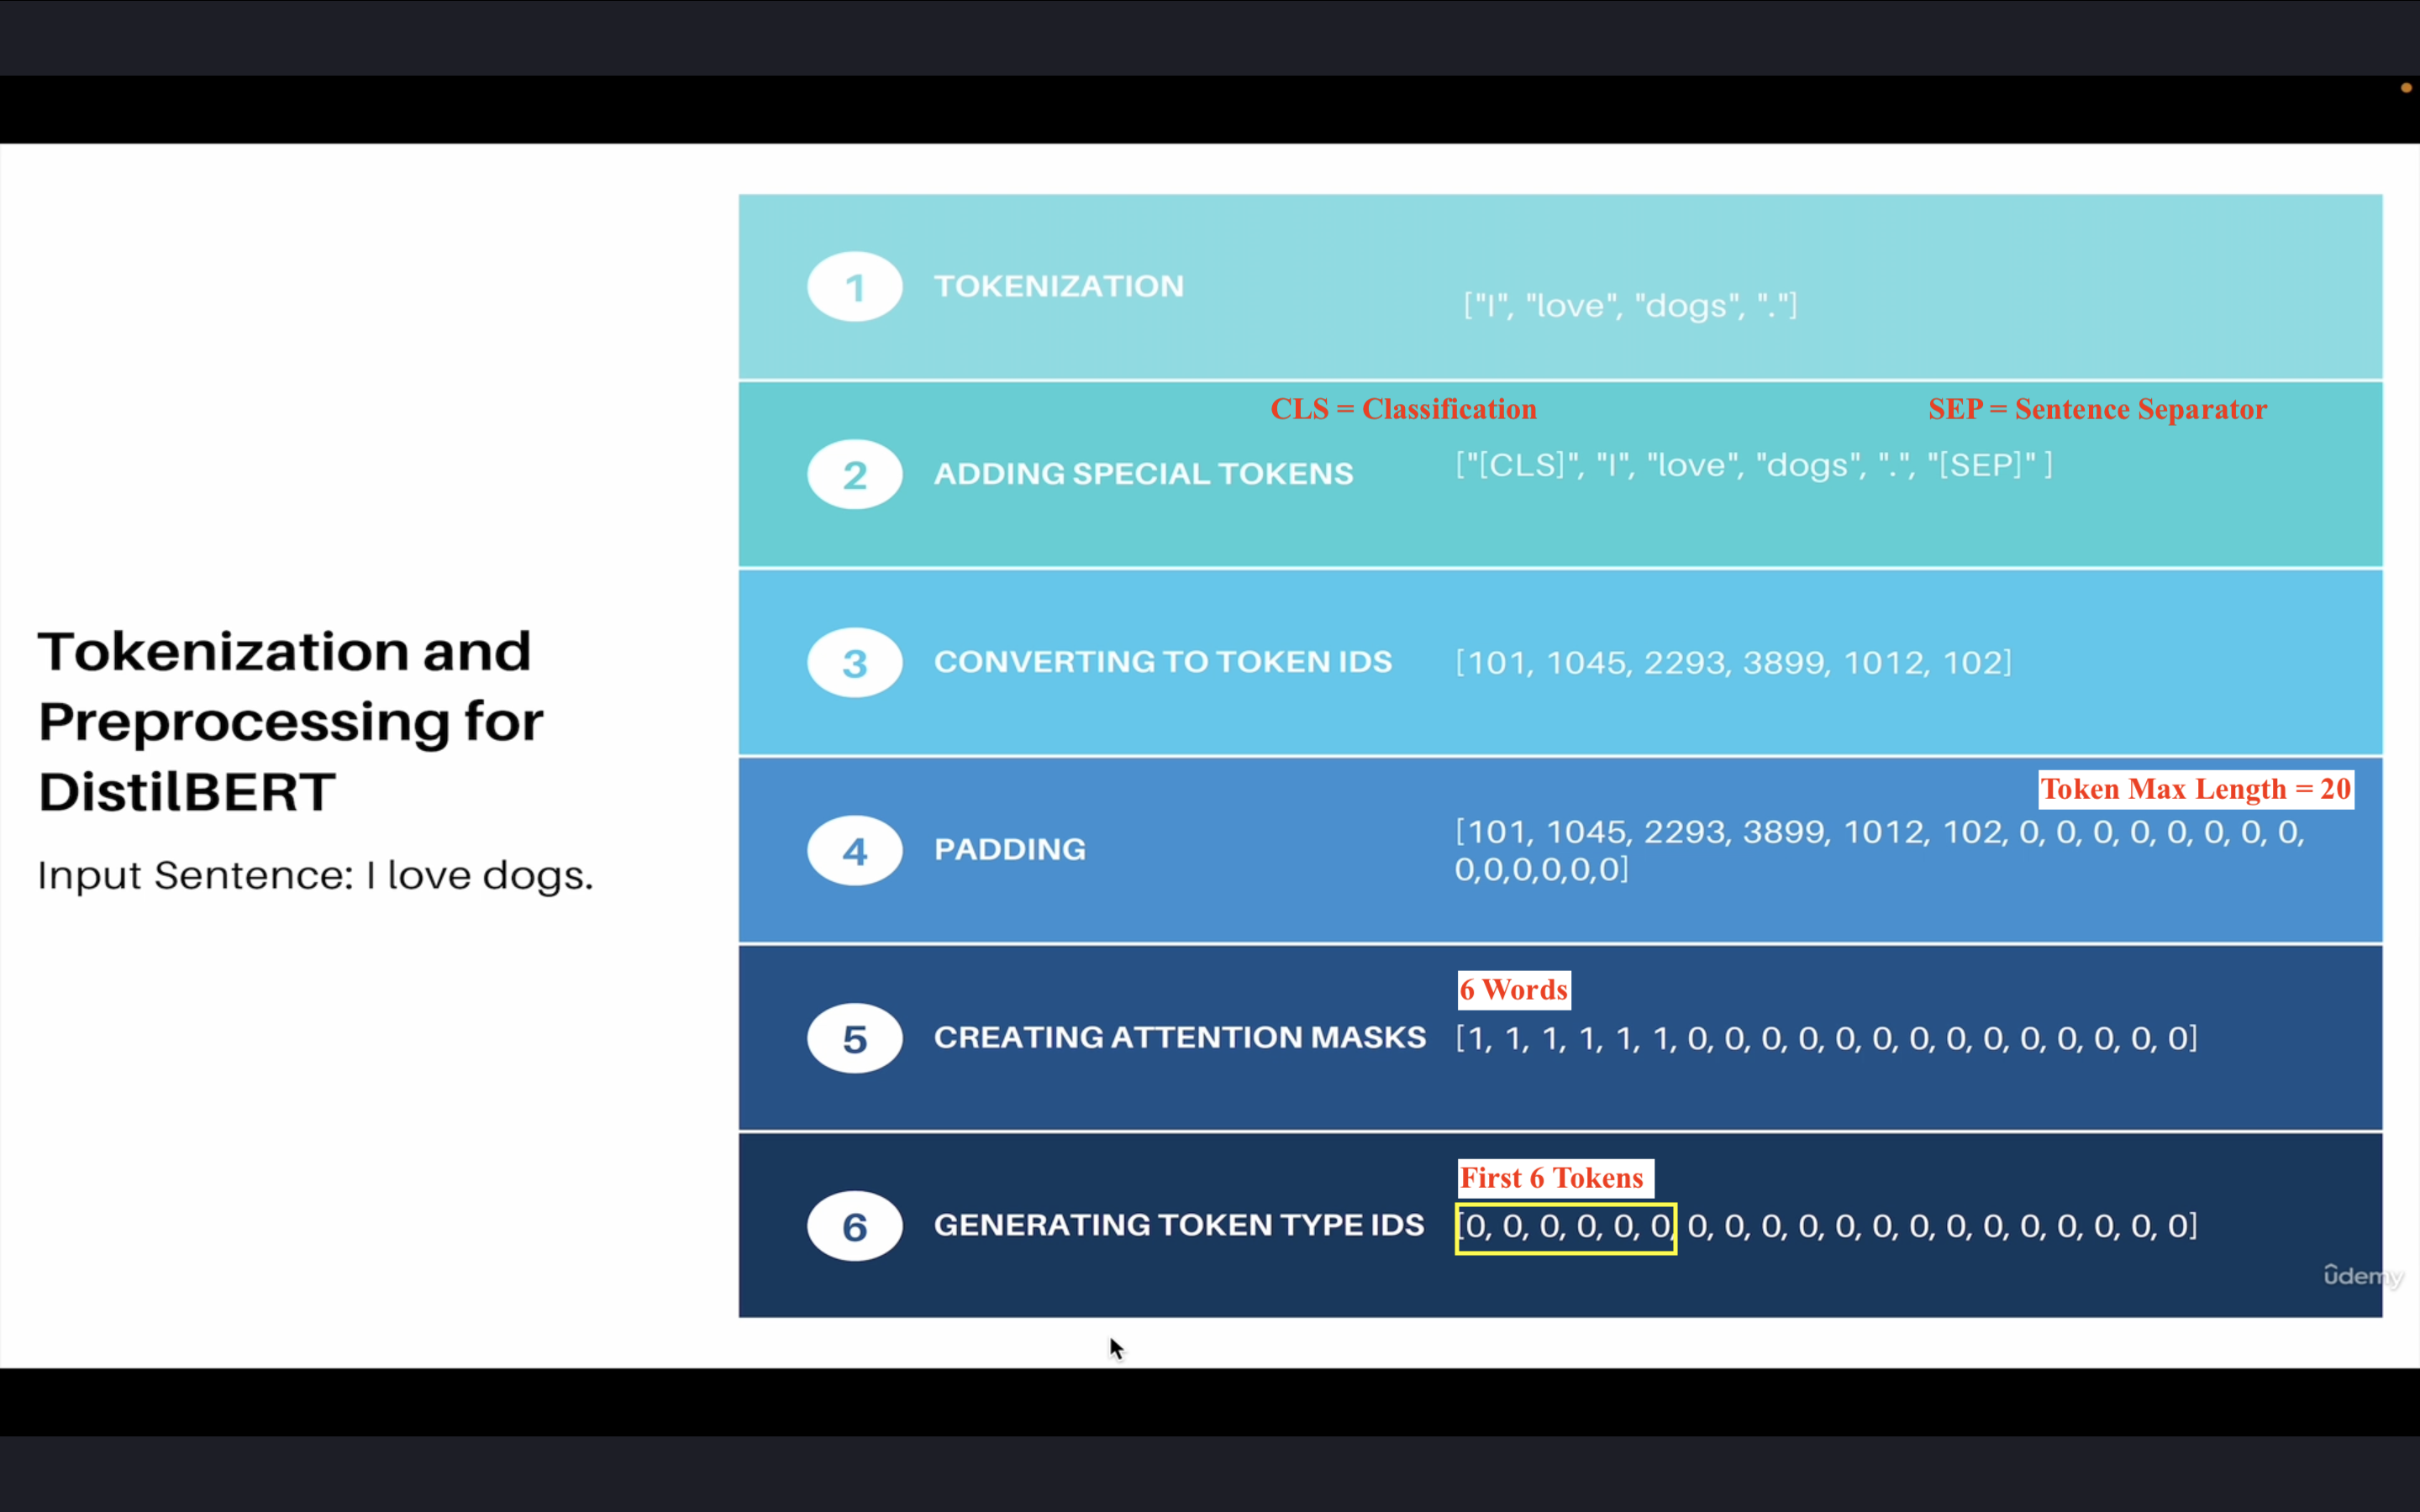 Tokenization and
Preprocessing for
DistilBERT
Input Sentence: I love dogs.
1 TOKENIZATION ["I", "love", "dogs", "."]
CLS = Classification SEP = Sentence Separator
2 ADDING SPECIAL TOKENS ["[CLS]", "I", "love", "dogs", ".", "[SEP]" ]
3 CONVERTING TO TOKEN IDS [101, 1045, 2293, 3899, 1012, 102]
Token Max Length = 20
4 PADDING [101, 1045, 2293, 3899, 1012, 102, 0, 0, 0, 0, 0, 0, 0, 0,
0,0,0,0,0,0]
6 Words
5 CREATING ATTENTION MASKS [1, 1, 1, 1, 1, 1, 0, 0, 0, 0, 0, 0, 0, 0, 0, 0, 0, 0, 0, 0]
First 6 Tokens
6 GENERATING TOKEN TYPE IDS [0, 0, 0, 0, 0, 0, 0, 0, 0, 0, 0, 0, 0, 0, 0, 0, 0, 0, 0, 0]
ûdemy